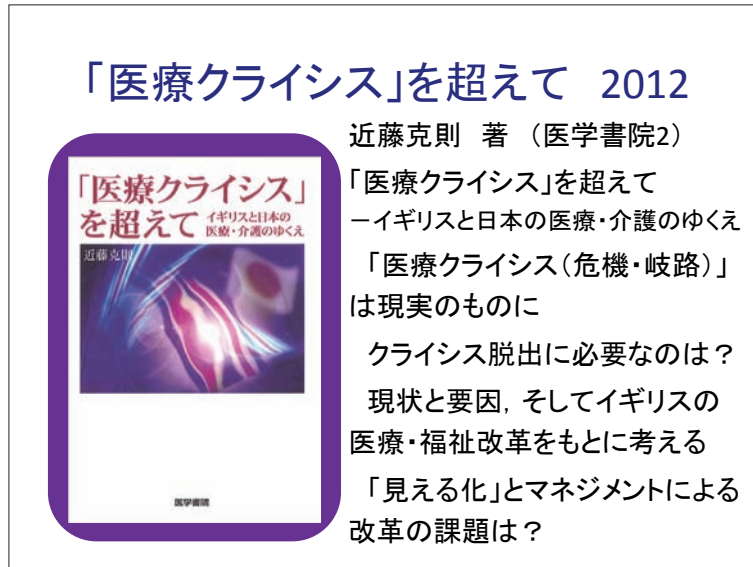 「医療クライシス」を超えて 2012
「医療クライシス」
を超えて イギリスと日本の
医療・介護のゆくえ
近藤克則
医学書院
近藤克則 著 (医学書院2)
「医療クライシス」を超えて
－イギリスと日本の医療・介護のゆくえ
「医療クライシス(危機・岐路)」
は現実のものに
クライシス脱出に必要なのは？
現状と要因, そしてイギリスの
医療・福祉改革をもとに考える
「見える化」とマネジメントによる
改革の課題は？